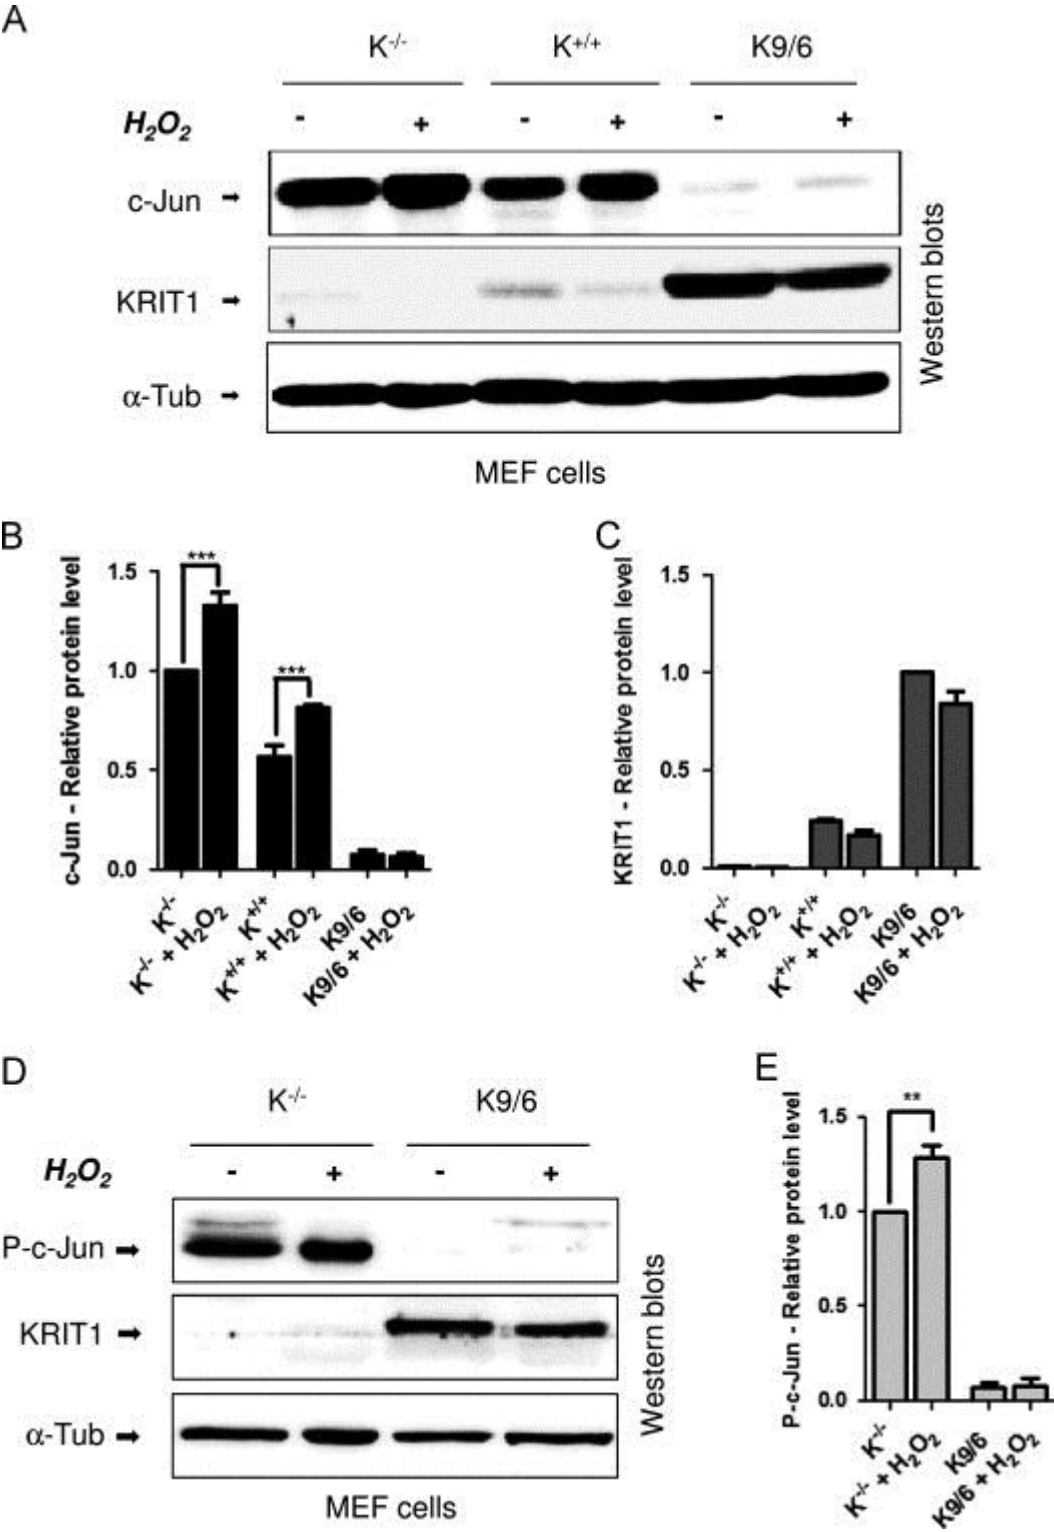 A
K-/- K+/+ K9/6
H2O2 - + - + - +
c-Jun
KRIT1
α-Tub
Western blots
MEF cells
B
c-Jun - Relative protein level
1.5
1.0
0.5
0.0
***
***
K-/-
K-/- + H2O2
K+/+
K+/+ + H2O2
K9/6
K9/6 + H2O2
C
KRIT1 - Relative protein level
1.5
1.0
0.5
0.0
K-/-
K-/- + H2O2
K+/+
K+/+ + H2O2
K9/6
K9/6 + H2O2
D
K-/- K9/6
H2O2 - + - +
P-c-Jun
KRIT1
α-Tub
Western blots
MEF cells
E
P-c-Jun - Relative protein level
1.5
1.0
0.5
0.0
**
K-/-
K-/- + H2O2
K9/6
K9/6 + H2O2